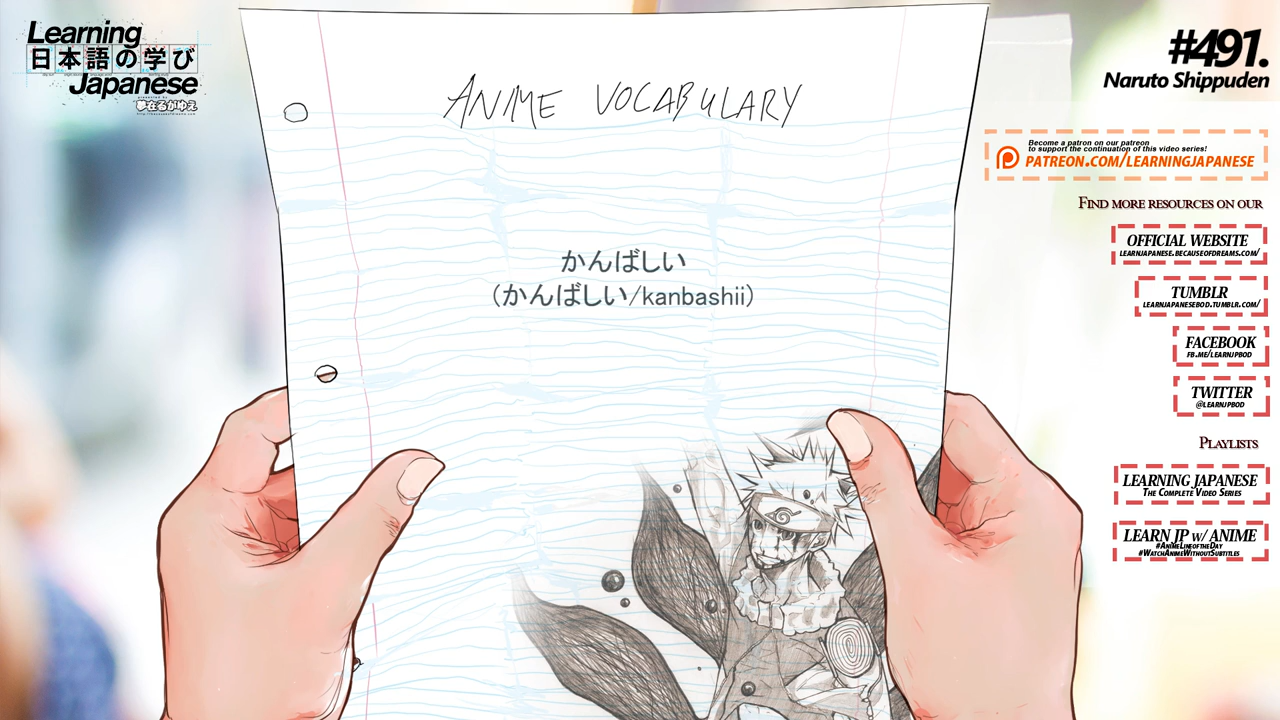 Learning
日本語の学び
Japanese
夢在るがゆえ
#491.
Naruto Shippuden
ANIME VOCABULARY
かんばしい
(かんばしい/kanbashii)
Become a patron on our patreon
to support the continuation of this video series!
PATREON.COM/LEARNINGJAPANESE
FIND MORE RESOURCES ON OUR
OFFICIAL WEBSITE
LEARNJAPANESE.BECAUSEOFDREAMS.COM/
TUMBLR
LEARNJAPANESEBOD.TUMBLR.COM/
FACEBOOK
FB.ME/LEARNJPBOD
TWITTER
@LEARNJPBOD
PLAYLISTS
LEARNING JAPANESE
THE COMPLETE VIDEO SERIES
LEARN JP W/ ANIME
#ANIMELINEOFTHEDAY
#WATCHANIMEWITHOUTSUBTITLES